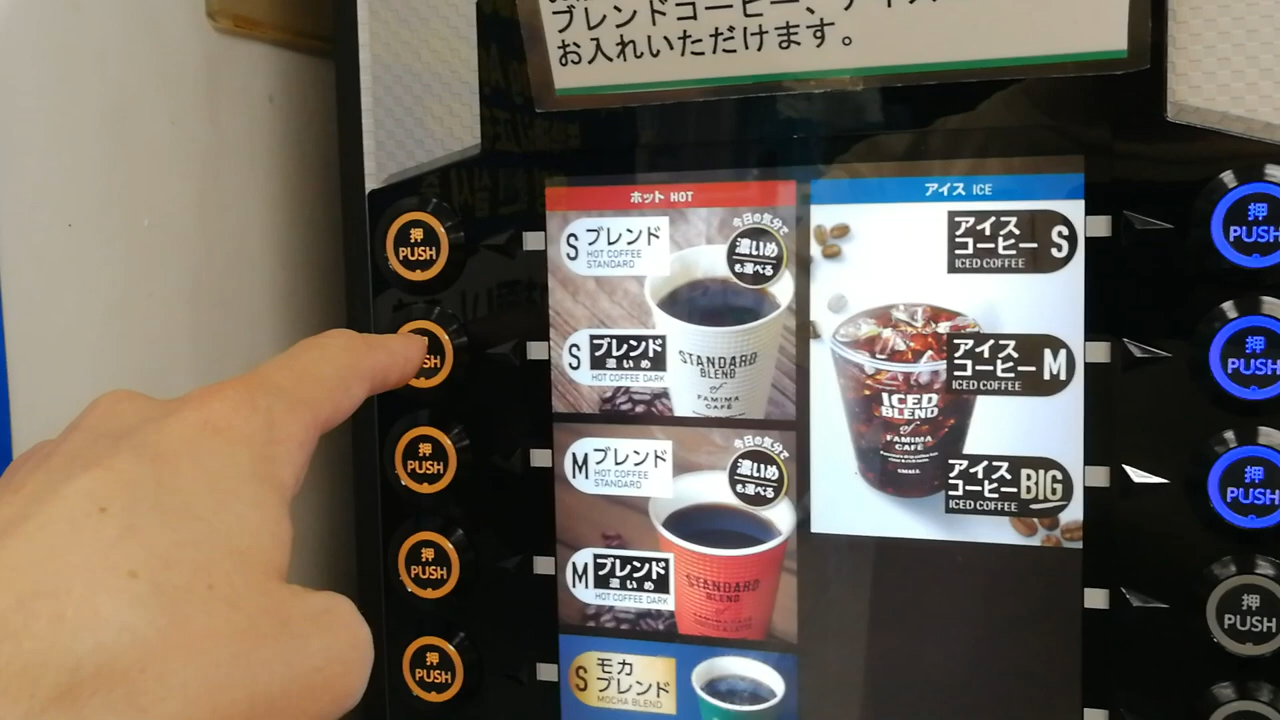 ブレンドコーヒー、アイス
お入れいただけます。
ホット HOT
S ブレンド
HOT COFFEE
STANDARD
今日の気分で
濃いめ
も選べる
S ブレンド
濃いめ
HOT COFFEE DARK
STANDARD
BLEND
of
FAMIMA
CAFÉ
M ブレンド
HOT COFFEE
STANDARD
今日の気分で
濃いめ
も選べる
M ブレンド
濃いめ
HOT COFFEE DARK
STANDARD
BLEND
S モカ
ブレンド
MOCHA BLEND
アイス ICE
アイス
コーヒー S
ICED COFFEE
アイス
コーヒー M
ICED COFFEE
アイス
コーヒー BIG
ICED COFFEE
ICED
BLEND
of
FAMIMA
CAFÉ
SMALL
押
PUSH
押
PUSH
押
PUSH
押
PUSH
押
PUSH
押
PUSH
押
PUSH
押
PUSH